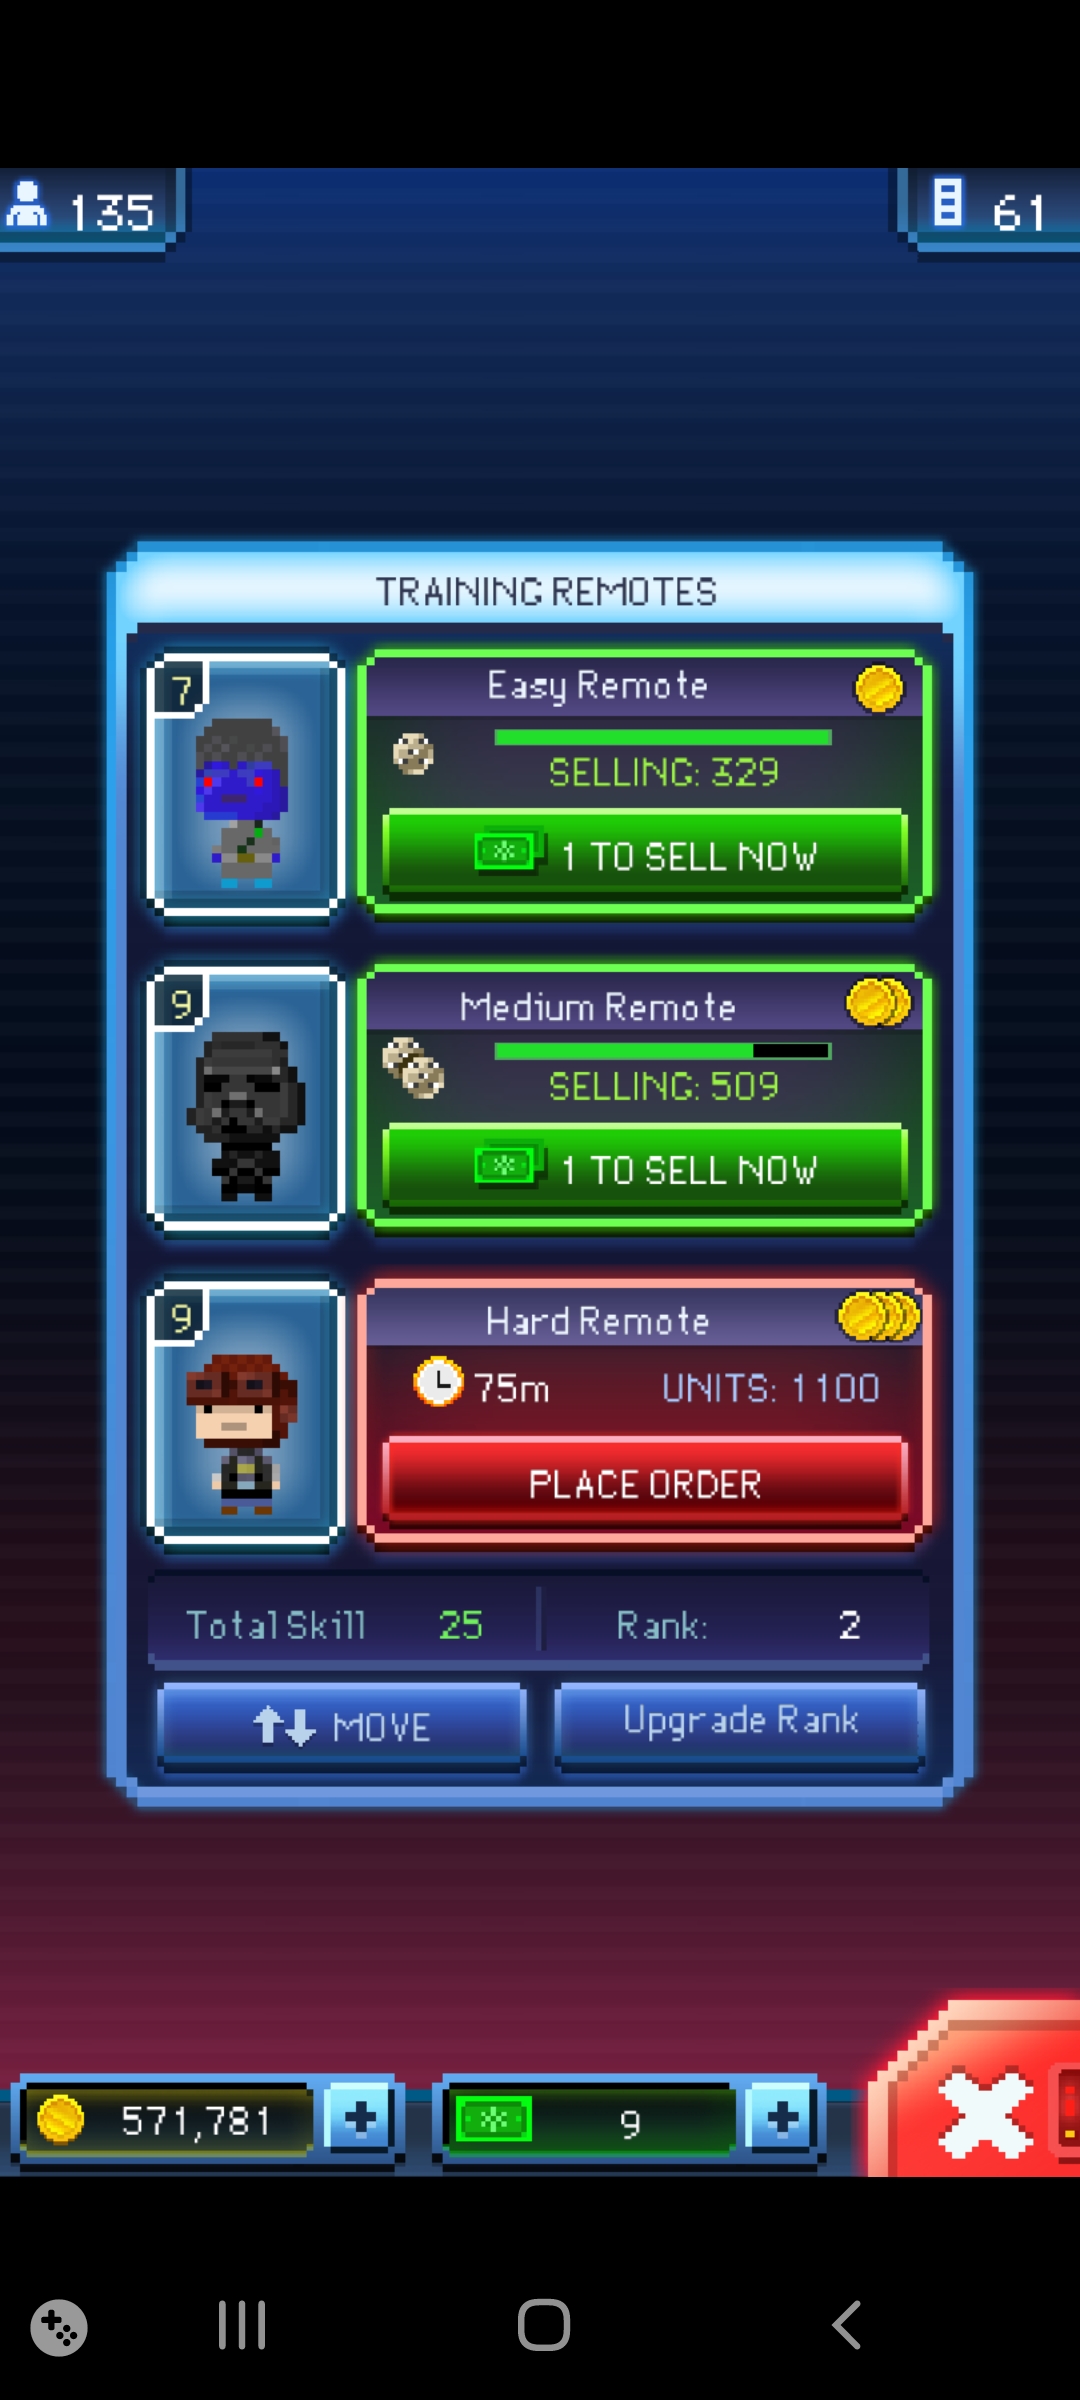 135
61
TRAINING REMOTES
7
Easy Remote
SELLING: 329
1 TO SELL NOW
9
Medium Remote
SELLING: 509
1 TO SELL NOW
9
Hard Remote
75m UNITS: 1100
PLACE ORDER
Total Skill 25 Rank: 2
MOVE Upgrade Rank
571,781 9